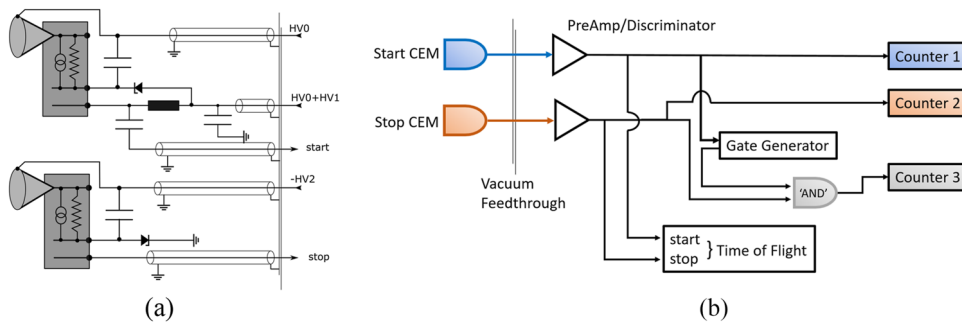 HV0
HV0+HV1
start
-HV2
stop
(a)
b)
PreAmp/Discriminator
Start CEM
Counter 1
Stop CEM
Counter 2
Gate Generator
Vacuum
Feedthrough
'AND'
Counter 3
start
stop
} Time of Flight
(b)